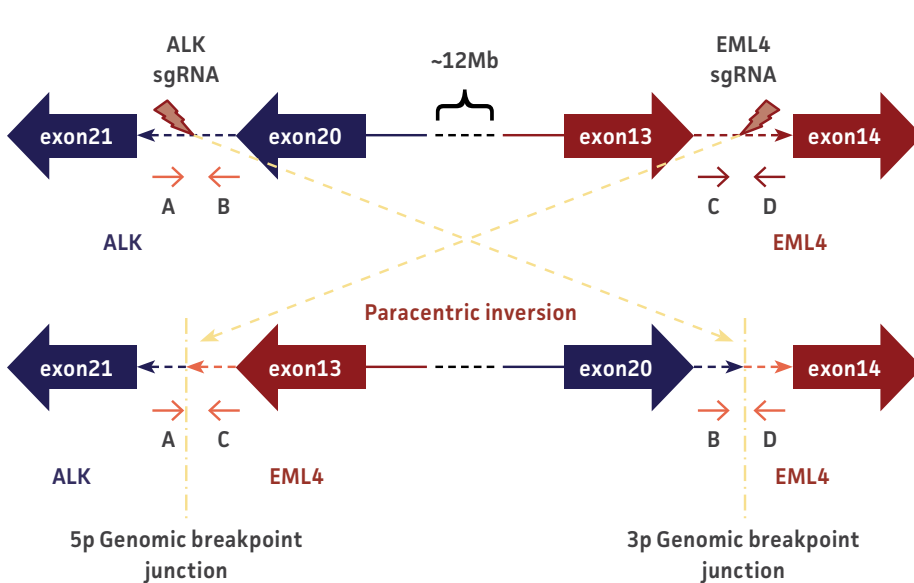 ALK
sgRNA
~12Mb
EML4
sgRNA
exon21
exon20
exon13
exon14
A
B
C
D
ALK
EML4
Paracentric inversion
exon21
exon13
exon20
exon14
A
C
B
D
ALK
EML4
EML4
5p Genomic breakpoint
junction
3p Genomic breakpoint
junction